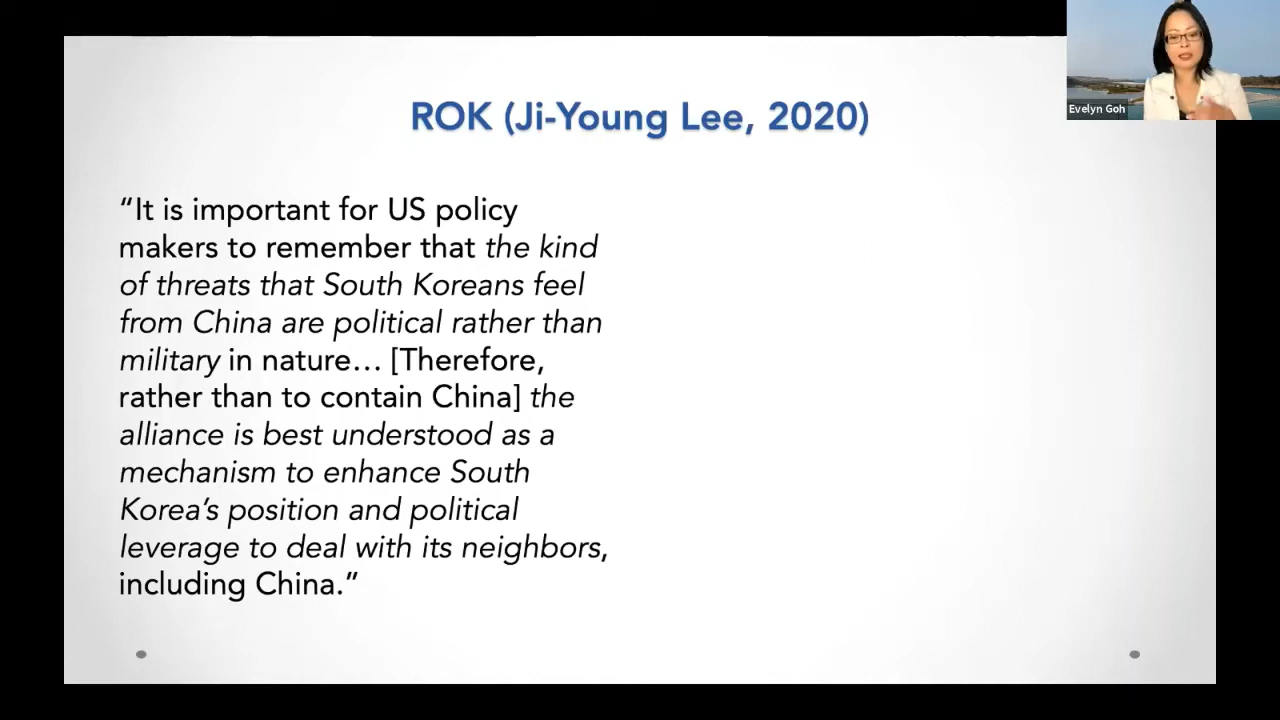 ROK (Ji-Young Lee, 2020)
Evelyn Goh
“It is important for US policy
makers to remember that the kind
of threats that South Koreans feel
from China are political rather than
military in nature… [Therefore,
rather than to contain China] the
alliance is best understood as a
mechanism to enhance South
Korea’s position and political
leverage to deal with its neighbors,
including China.”